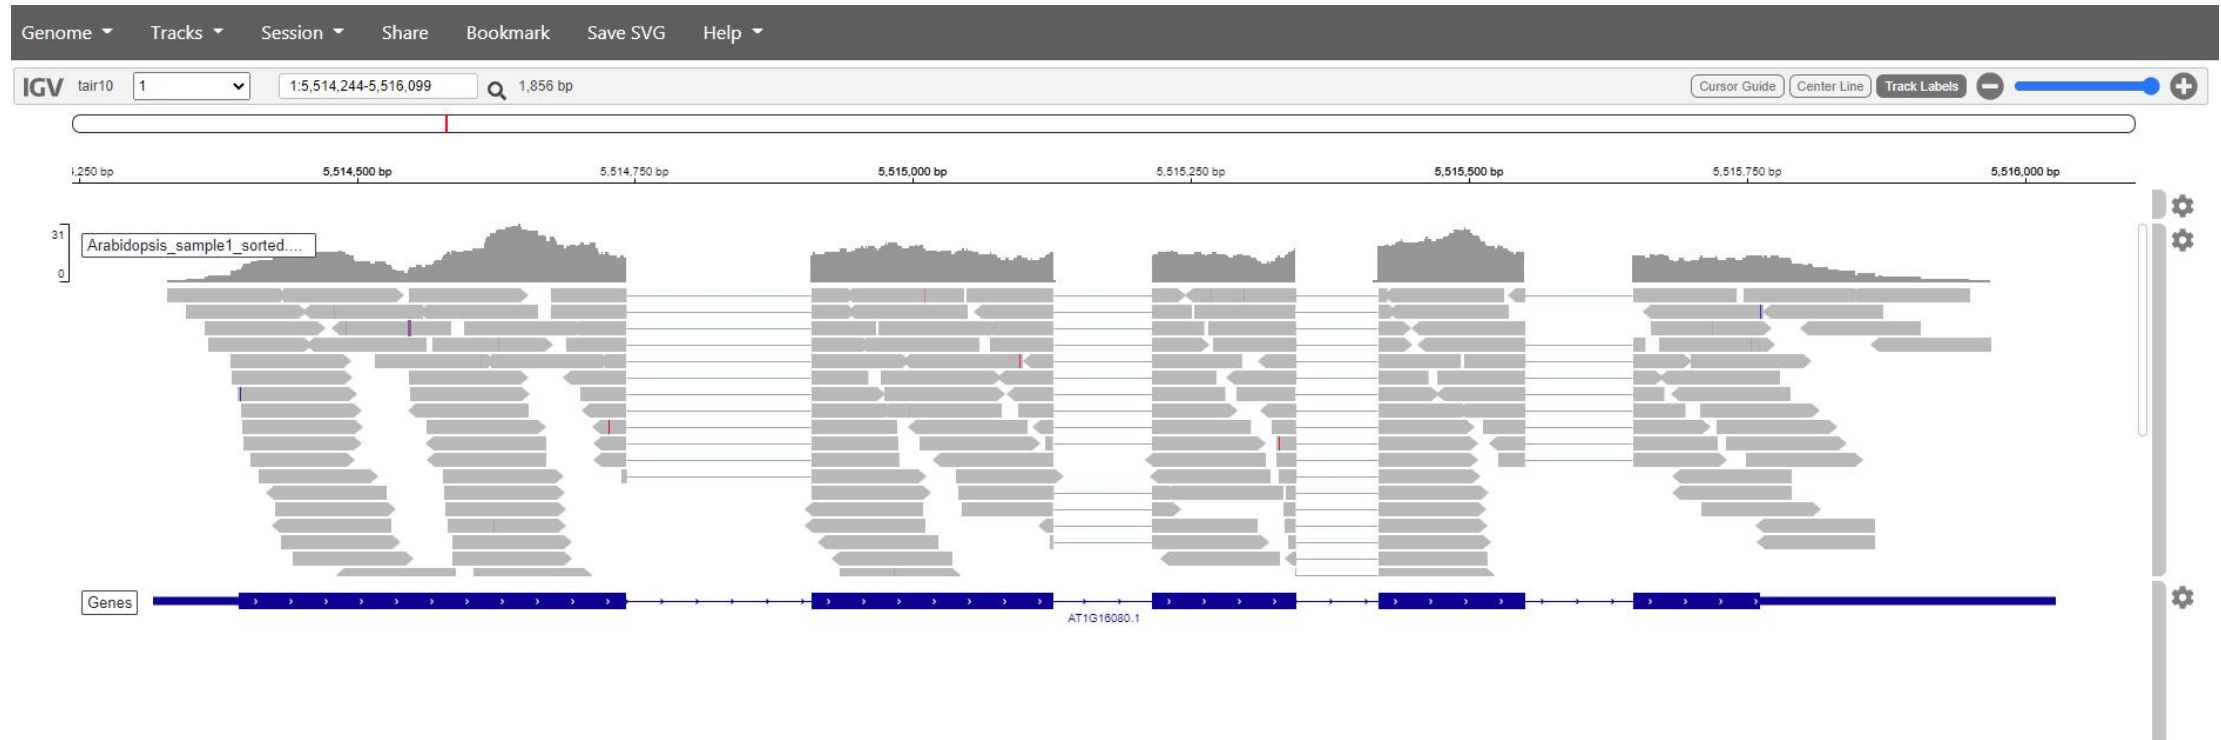 Genome Tracks Session Share Bookmark Save SVG Help
IGV tair10 1 1:5,514,244-5,516,099 1,856 bp Cursor Guide Center Line Track Labels
,250 bp 5,514,500 bp 5,514,750 bp 5,515,000 bp 5,515,250 bp 5,515,500 bp 5,515,750 bp 5,516,000 bp
31
Arabidopsis_sample1_sorted....
0
Genes
AT1G16080.1